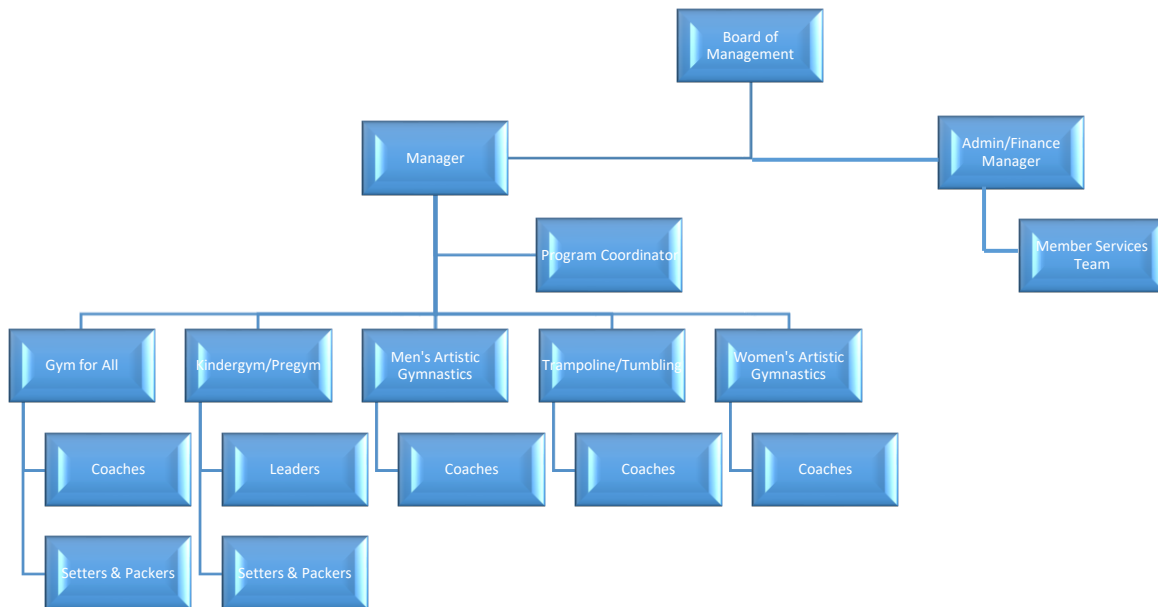 Board of
Management
Manager
Admin/Finance
Manager
Program Coordinator
Member Services
Team
Gym for All
Kindergym/Pregym
Men's Artistic
Gymnastics
Trampoline/Tumbling
Women's Artistic
Gymnastics
Coaches
Leaders
Coaches
Coaches
Coaches
Setters & Packers
Setters & Packers